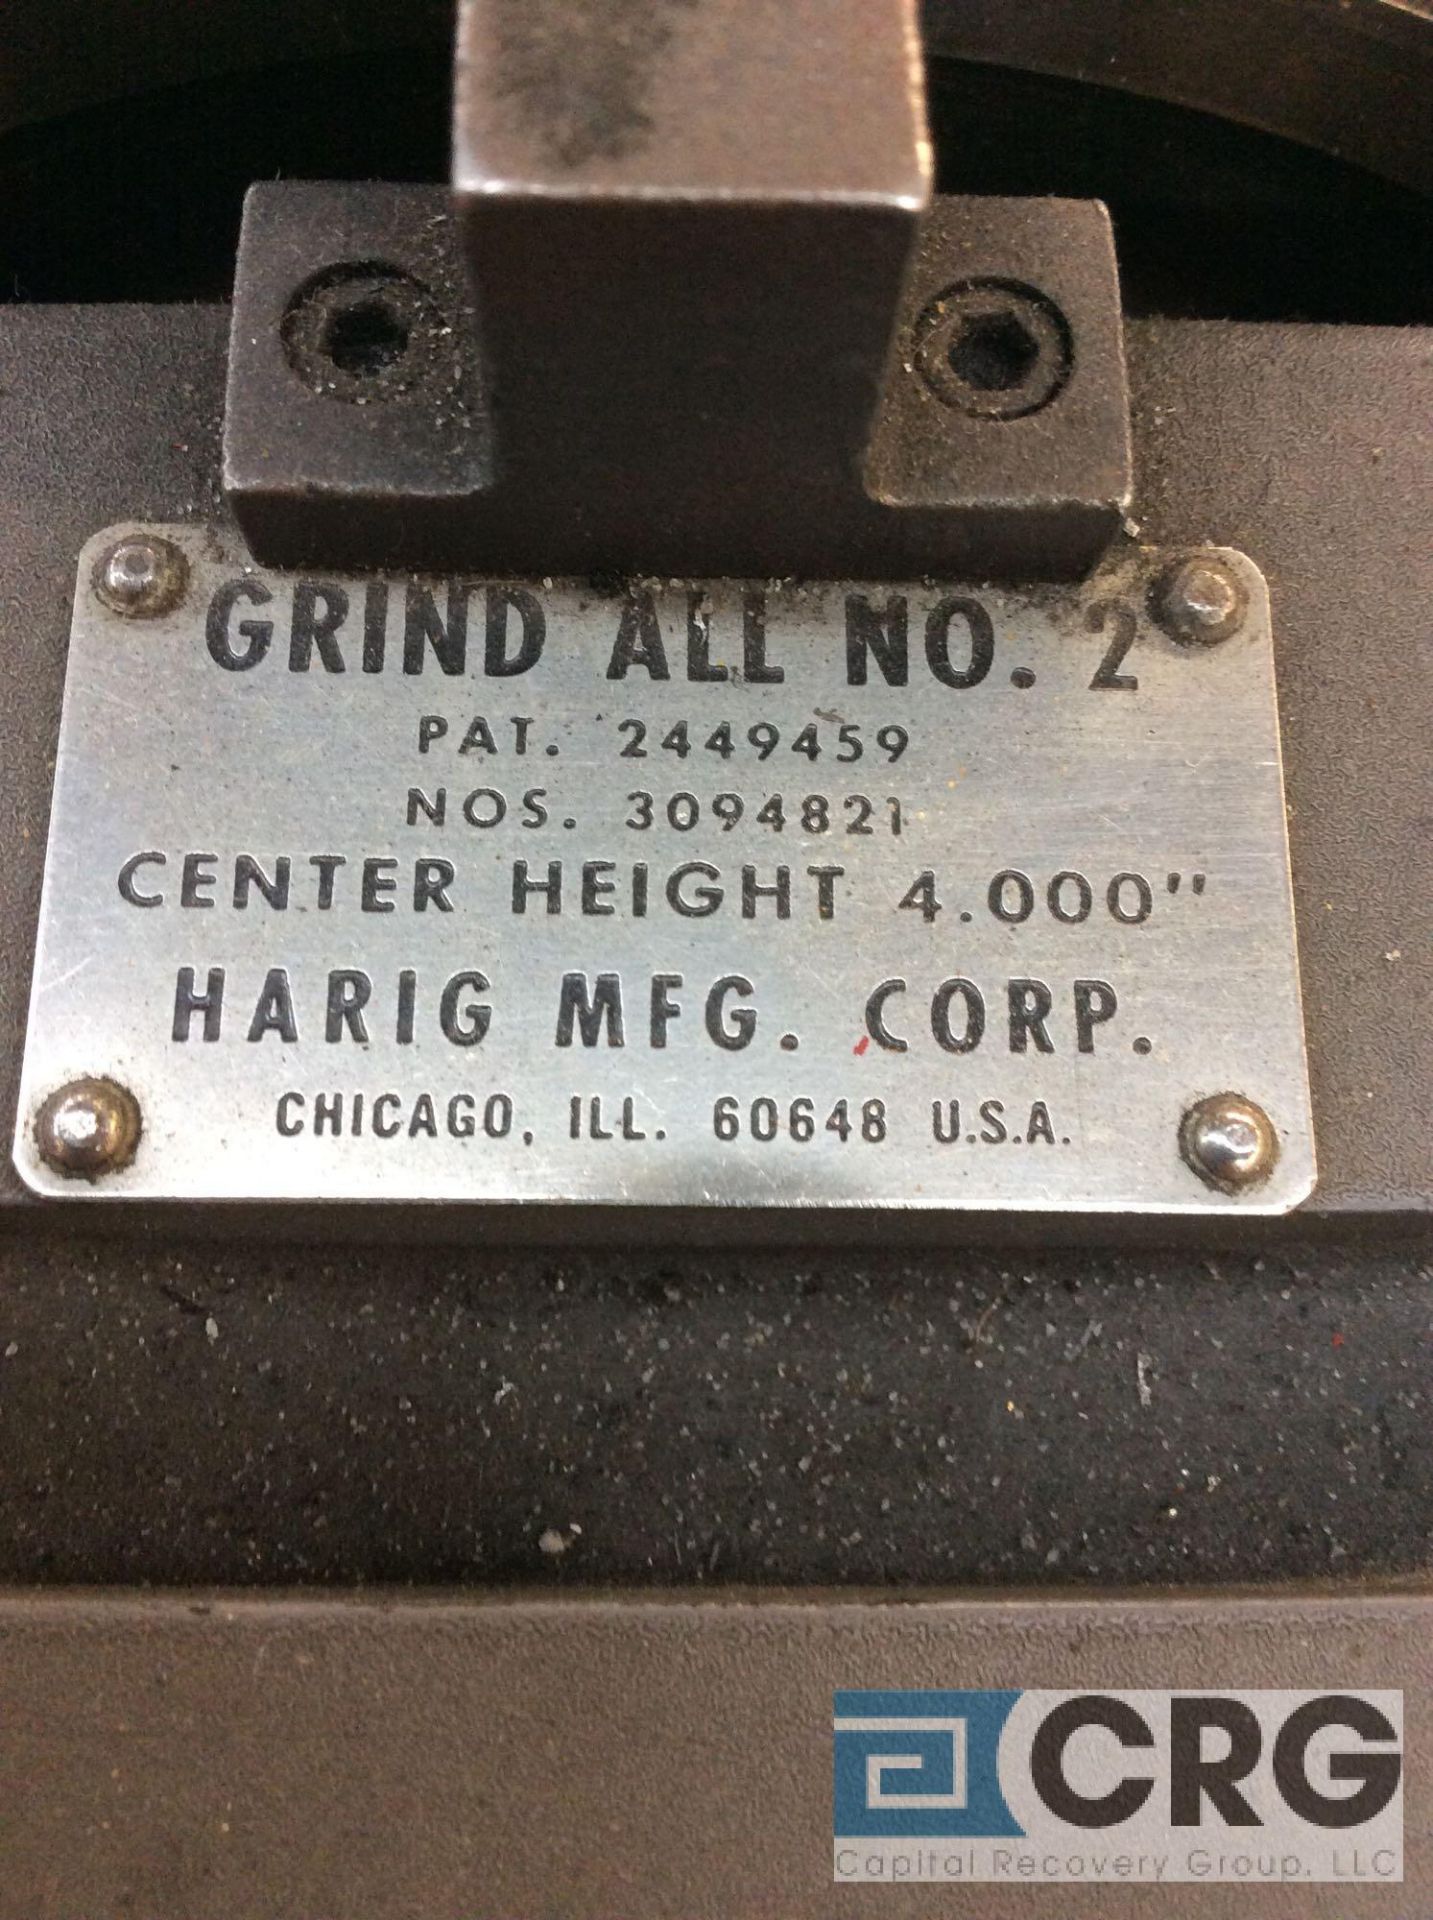 GRIND ALL NO. 2
PAT. 2449459
NOS. 3094821
CENTER HEIGHT 4.000"
HARIG MFG. CORP.
CHICAGO, ILL. 60648 U.S.A.
CRG
Capital Recovery Group, LLC